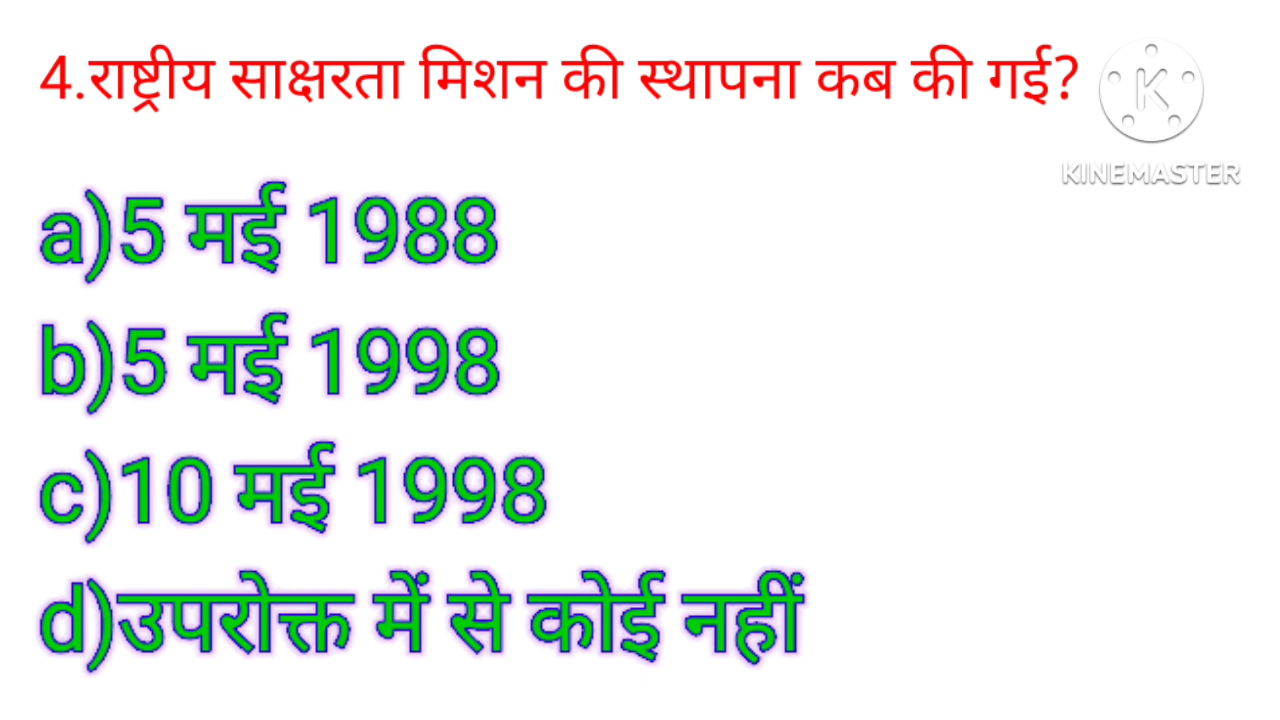 4.राष्ट्रीय साक्षरता मिशन की स्थापना कब की गई?
K
KINEMASTER
a)5 मई 1988
b)5 मई 1998
c)10 मई 1998
d)उपरोक्त में से कोई नहीं